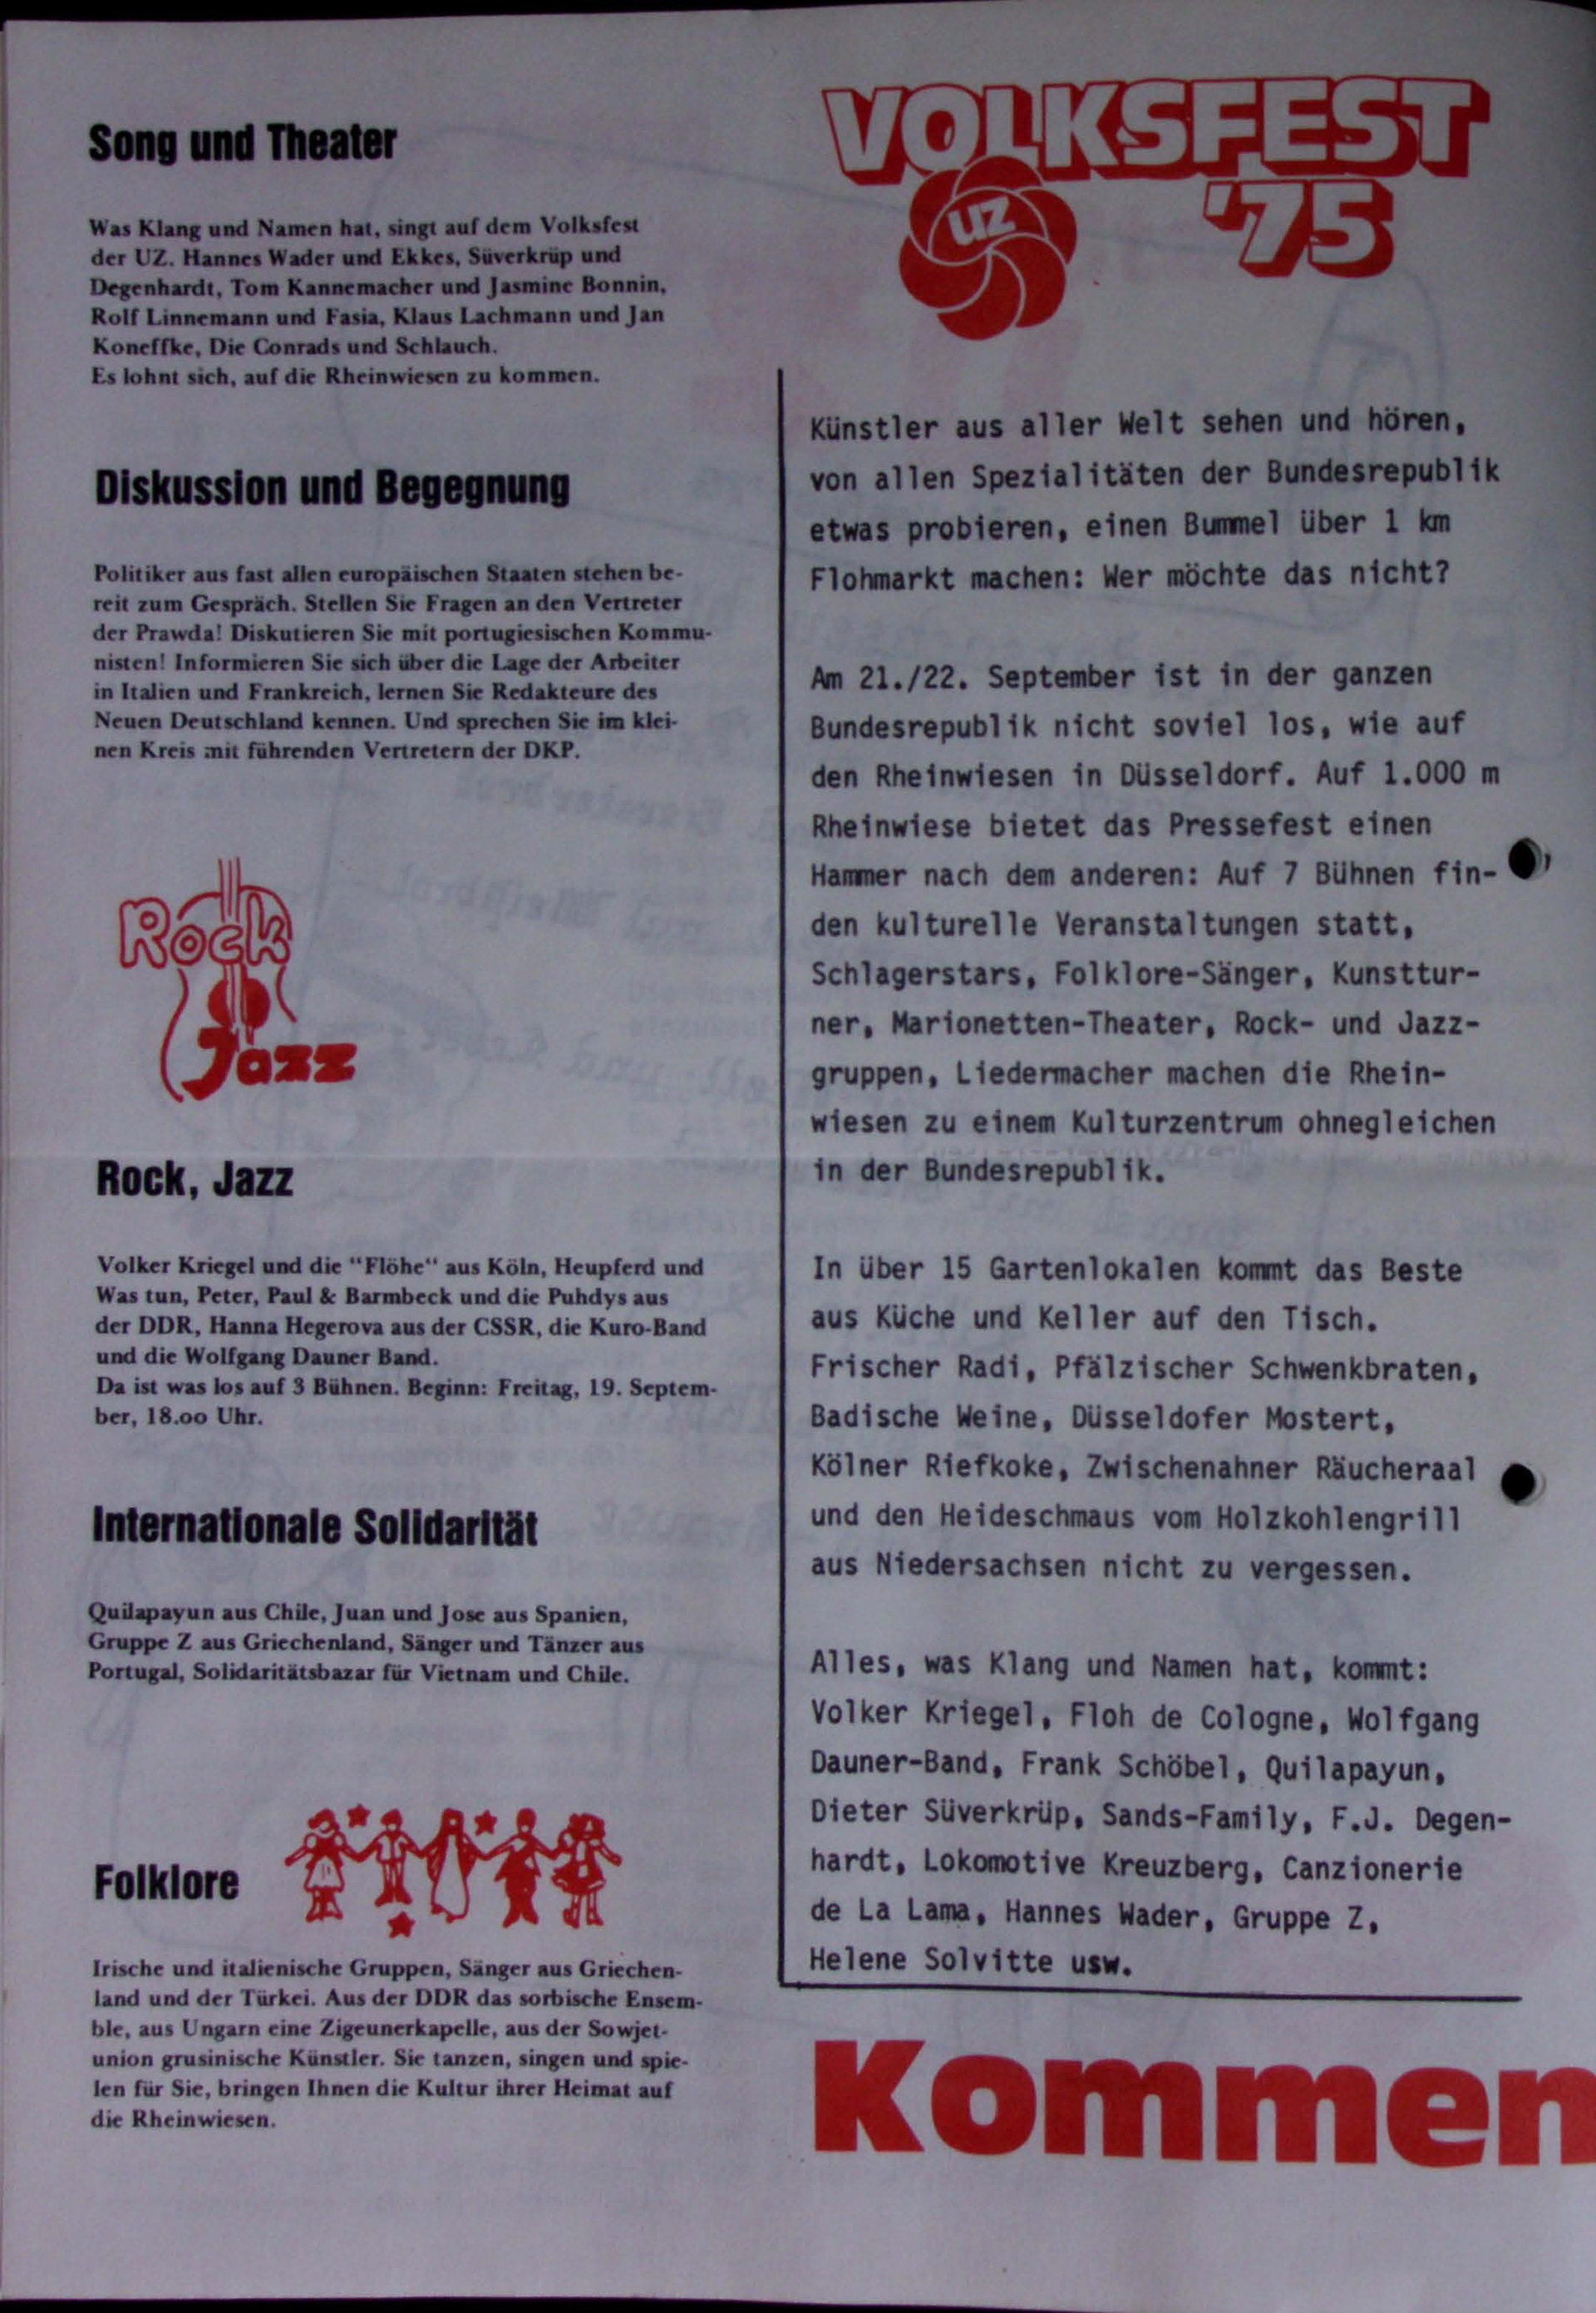 Song und Theater
Was Klang und Namen hat, singt auf dem Volksfest
der UZ. Hannes Wader und Ekkes, Süverkrüp und
Degenhardt, Tom Kannemacher und Jasmine Bonnin,
Rolf Linnemann und Fasia, Klaus Lachmann und Jan
Koneffke, Die Conrads und Schlauch.
Es lohnt sich, auf die Rheinwiesen zu kommen.
Diskussion und Begegnung
Politiker aus fast allen europäischen Staaten stehen be-
reit zum Gespräch. Stellen Sie Fragen an den Vertreter
der Prawda! Diskutieren Sie mit portugiesischen Kommu-
nisten! Informieren Sie sich über die Lage der Arbeiter
in Italien und Frankreich, lernen Sie Redakteure des
Neuen Deutschland kennen. Und sprechen Sie im klei-
nen Kreis mit führenden Vertretern der DKP.
Rock
Jazz
Rock, Jazz
Volker Kriegel und die "Flöhe" aus Köln, Heupferd und
Was tun, Peter, Paul & Barmbeck und die Puhdys aus
der DDR, Hanna Hegerova aus der CSSR, die Kuro-Band
und die Wolfgang Dauner Band.
Da ist was los auf 3 Bühnen. Beginn: Freitag, 19. Septem-
ber, 18.oo Uhr.
Internationale Solidarität
Quilapayun aus Chile, Juan und Jose aus Spanien,
Gruppe Z aus Griechenland, Sänger und Tänzer aus
Portugal, Solidaritätsbazar für Vietnam und Chile.
Folklore
Irische und italienische Gruppen, Sänger aus Griechen-
land und der Türkei. Aus der DDR das sorbische Ensem-
ble, aus Ungarn eine Zigeunerkapelle, aus der Sowjet-
union grusinische Künstler. Sie tanzen, singen und spie-
len für Sie, bringen Ihnen die Kultur ihrer Heimat auf
die Rheinwiesen.
VOLKSFEST
'75
UZ
Künstler aus aller Welt sehen und hören,
von allen Spezialitäten der Bundesrepublik
etwas probieren, einen Bummel über 1 km
Flohmarkt machen: Wer möchte das nicht?
Am 21./22. September ist in der ganzen
Bundesrepublik nicht soviel los, wie auf
den Rheinwiesen in Düsseldorf. Auf 1.000 m
Rheinwiese bietet das Pressefest einen
Hammer nach dem anderen: Auf 7 Bühnen fin-
den kulturelle Veranstaltungen statt,
Schlagerstars, Folklore-Sänger, Kunsttur-
ner, Marionetten-Theater, Rock- und Jazz-
gruppen, Liedermacher machen die Rhein-
wiesen zu einem Kulturzentrum ohnegleichen
in der Bundesrepublik.
In über 15 Gartenlokalen kommt das Beste
aus Küche und Keller auf den Tisch.
Frischer Radi, Pfälzischer Schwenkbraten,
Badische Weine, Düsseldofer Mostert,
Kölner Riefkoke, Zwischenahner Räucheraal
und den Heideschmaus vom Holzkohlengrill
aus Niedersachsen nicht zu vergessen.
Alles, was Klang und Namen hat, kommt:
Volker Kriegel, Floh de Cologne, Wolfgang
Dauner-Band, Frank Schöbel, Quilapayun,
Dieter Süverkrüp, Sands-Family, F.J. Degen-
hardt, Lokomotive Kreuzberg, Canzionerie
de La Lama, Hannes Wader, Gruppe Z,
Helene Solvitte usw.
Kommen